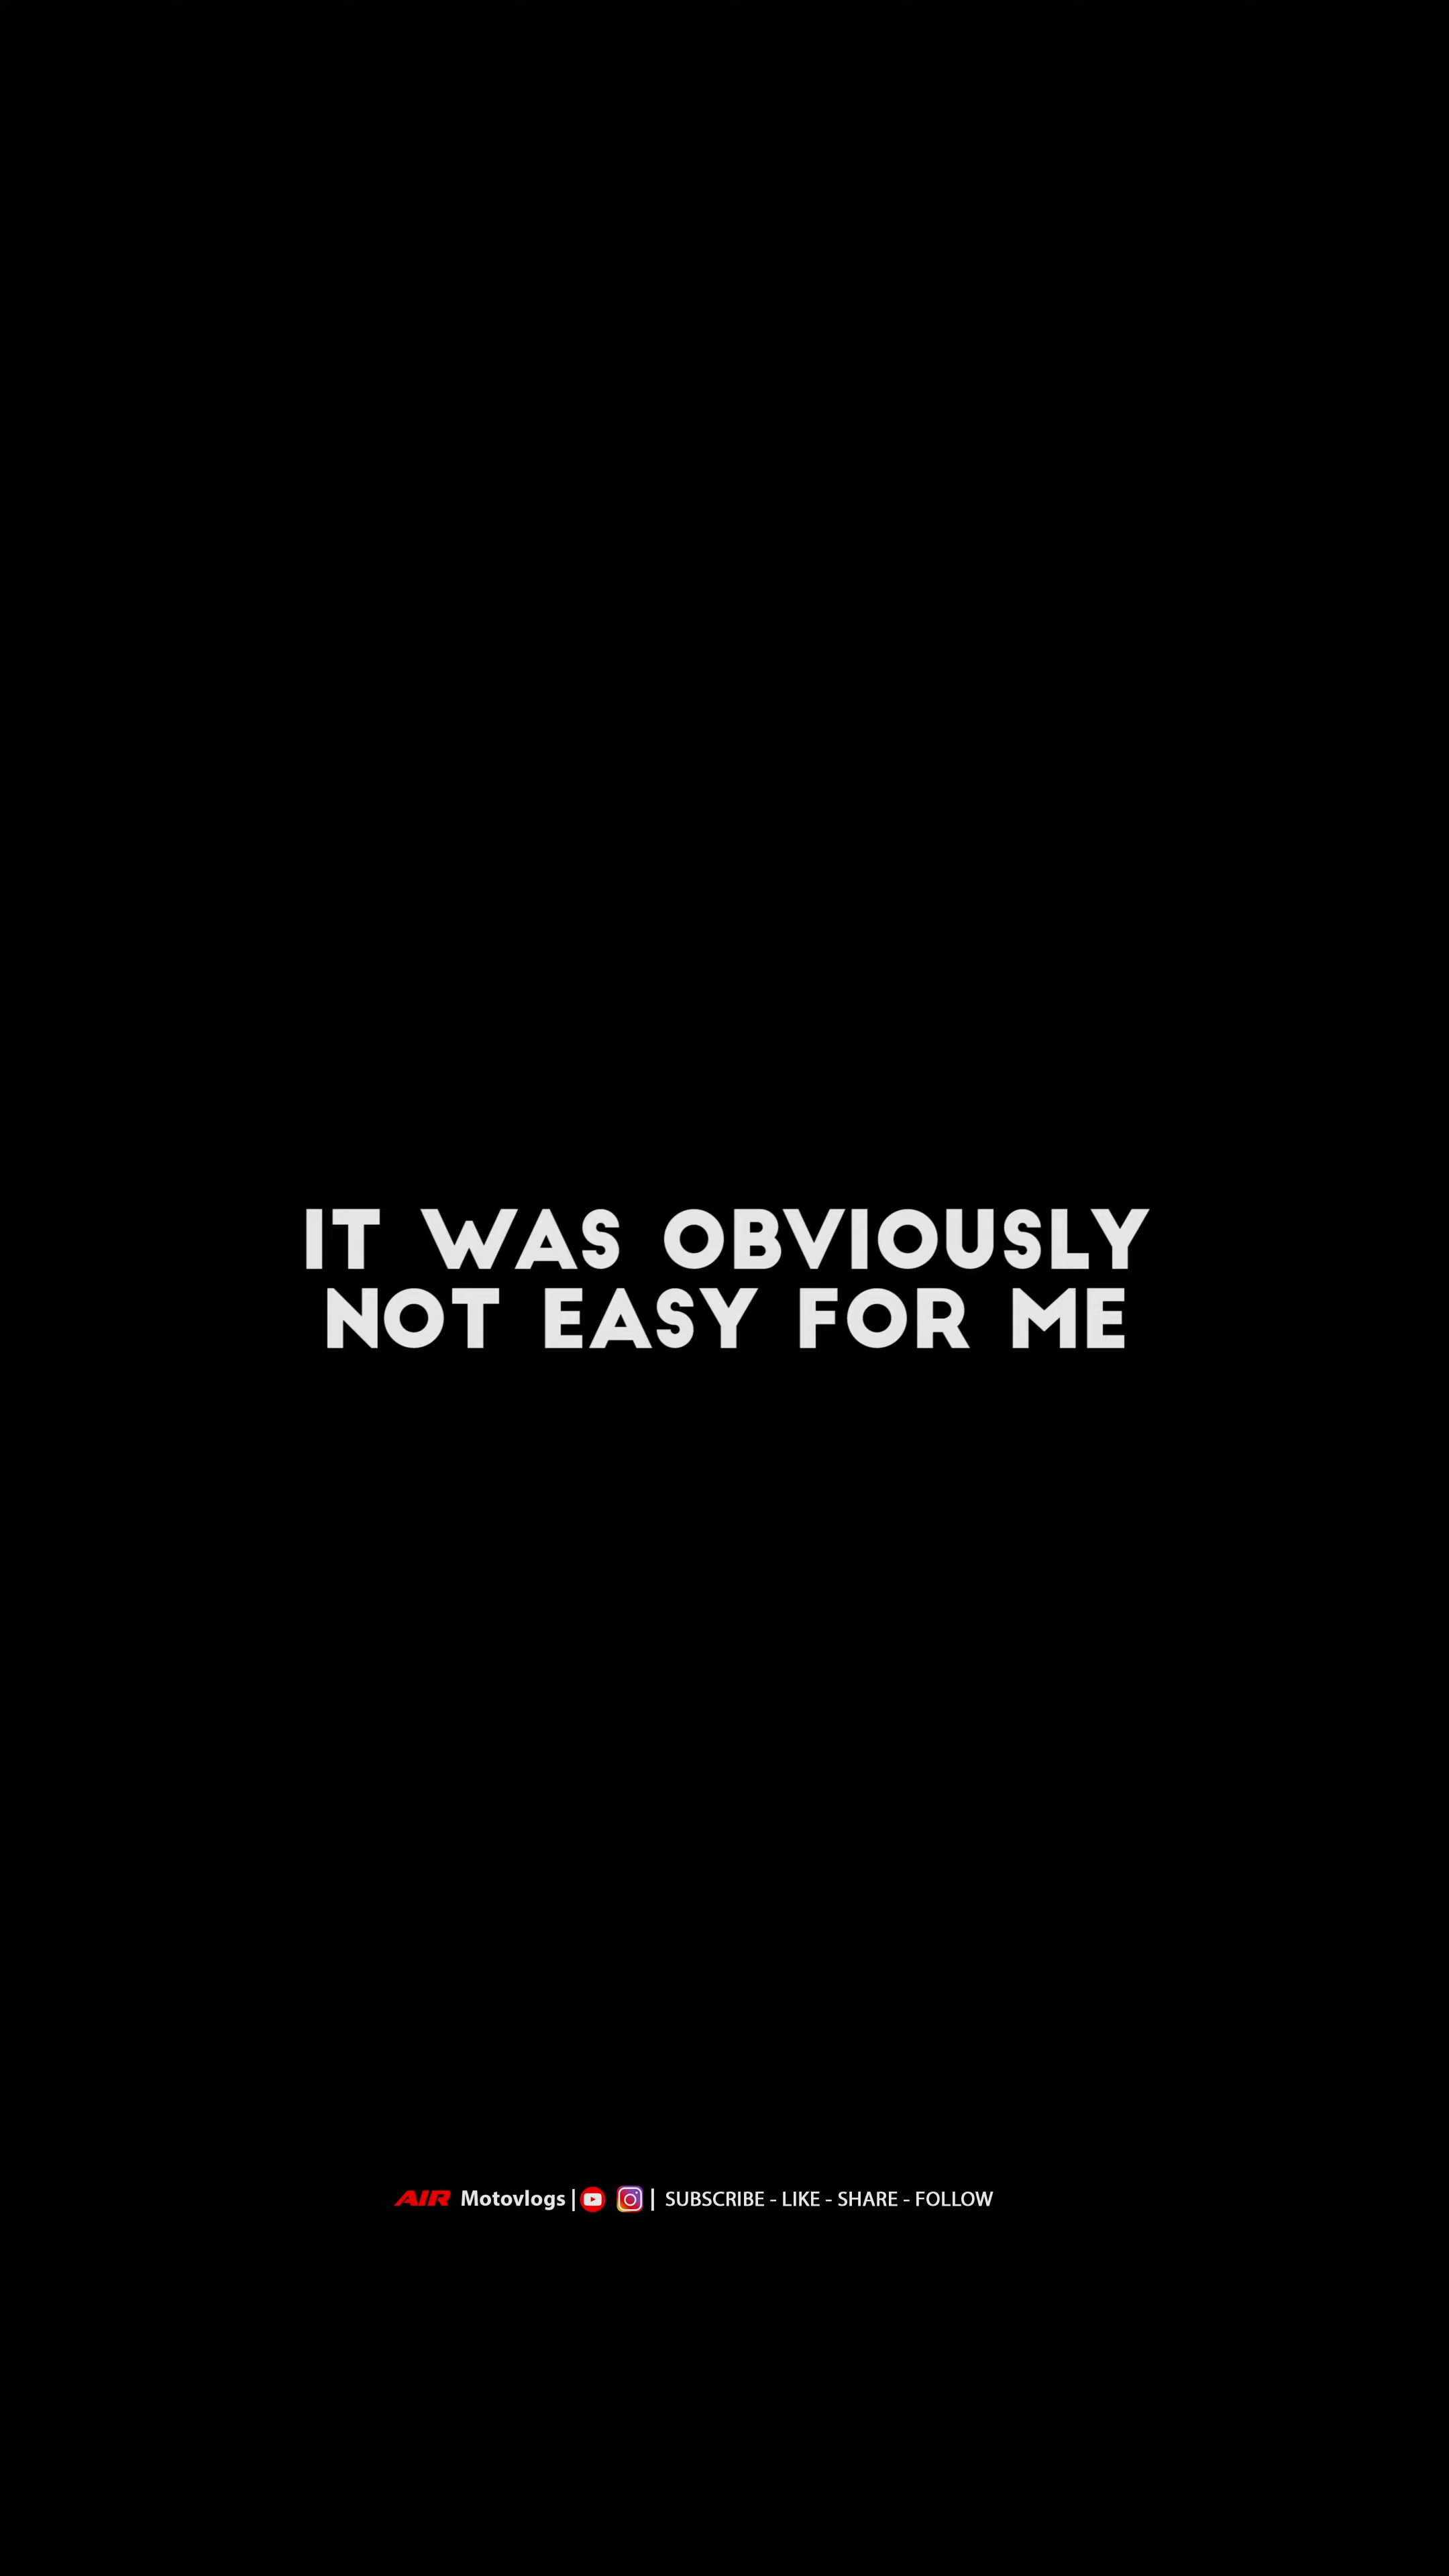 IT WAS OBVIOUSLY
NOT EASY FOR ME
AIR Motovlogs | | SUBSCRIBE - LIKE - SHARE - FOLLOW